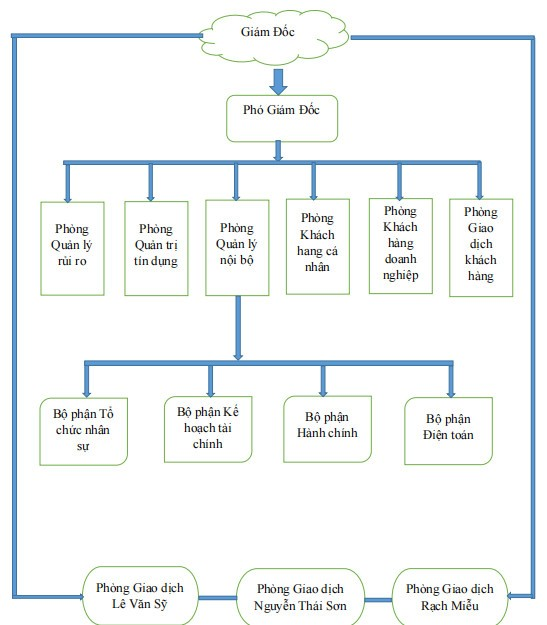 Giám Đốc
Phó Giám Đốc
Phòng
Quản lý
rủi ro
Phòng
Quản trị
tín dụng
Phòng
Quản lý
nội bộ
Phòng
Khách
hang cá
nhân
Phòng
Khách
hàng
doanh
nghiệp
Phòng
Giao
dịch
khách
hàng
Bộ phận Tổ
chức nhân
sự
Bộ phận Kế
hoạch tài
chính
Bộ phận
Hành chính
Bộ phận
Điện toán
Phòng Giao dịch
Lê Văn Sỹ
Phòng Giao dịch
Nguyễn Thái Sơn
Phòng Giao dịch
Rạch Miễu